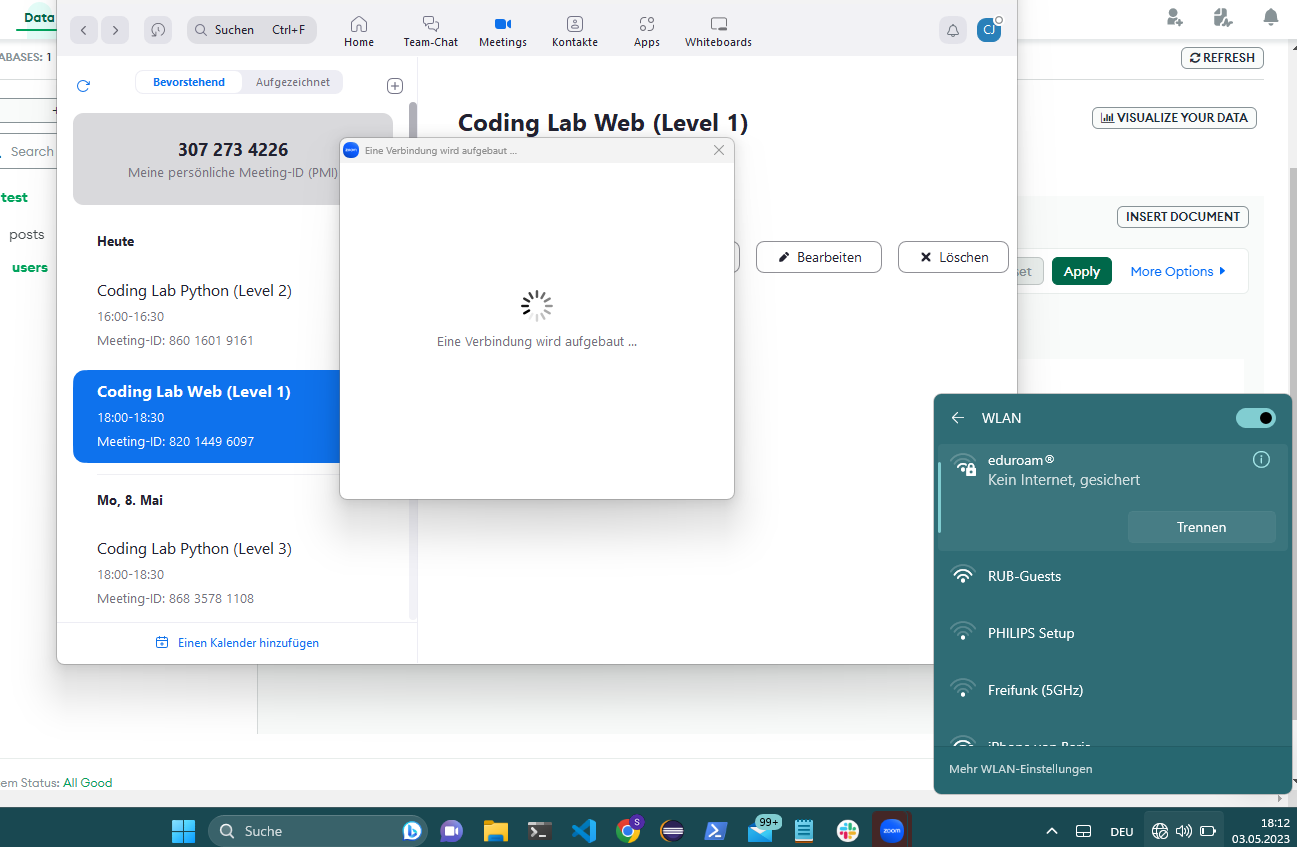 Data
ABASES: 1
Search
test
posts
users
em Status: All Good
Suchen Ctrl+F
Home
Team-Chat
Meetings
Kontakte
Apps
Whiteboards
CJ
Bevorstehend
Aufgezeichnet
307 273 4226
Meine persönliche Meeting-ID (PMI)
Heute
Coding Lab Python (Level 2)
16:00-16:30
Meeting-ID: 860 1601 9161
Coding Lab Web (Level 1)
18:00-18:30
Meeting-ID: 820 1449 6097
Mo, 8. Mai
Coding Lab Python (Level 3)
18:00-18:30
Meeting-ID: 868 3578 1108
Einen Kalender hinzufügen
Coding Lab Web (Level 1)
Bearbeiten
Löschen
zoom
Eine Verbindung wird aufgebaut ...
Eine Verbindung wird aufgebaut ...
REFRESH
VISUALIZE YOUR DATA
INSERT DOCUMENT
set
Apply
More Options
WLAN
eduroam®
Kein Internet, gesichert
Trennen
RUB-Guests
PHILIPS Setup
Freifunk (5GHz)
iPhone von Boris
Mehr WLAN-Einstellungen
Suche
S
99+
zoom
DEU
18:12
03.05.2023